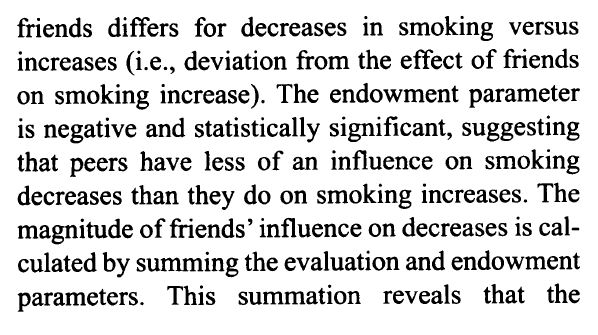 friends differs for decreases in smoking versus
increases (i.e., deviation from the effect of friends
on smoking increase). The endowment parameter
is negative and statistically significant, suggesting
that peers have less of an influence on smoking
decreases than they do on smoking increases. The
magnitude of friends’ influence on decreases is cal-
culated by summing the evaluation and endowment
parameters. This summation reveals that the